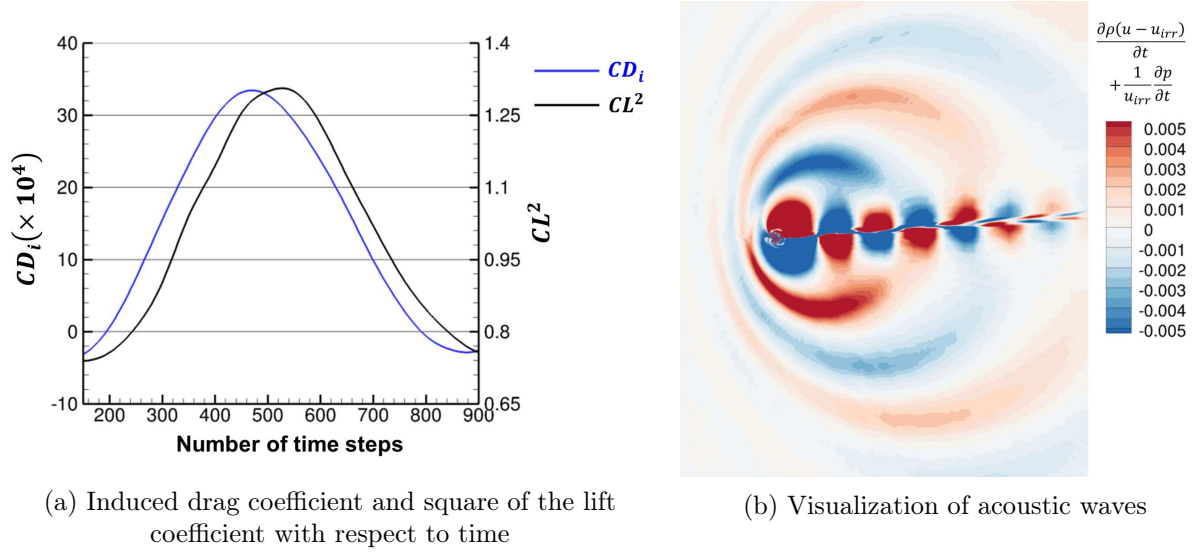 40
30
20
10
0
-10
CD_i(× 10^4)
1.4
1.25
1.1
0.95
0.8
0.65
CL^2
200 300 400 500 600 700 800 900
Number of time steps
CD_i
CL^2
∂ρ(u − u_irr)
∂t
+ 1/u_irr ∂p/∂t
0.005
0.005
0.003
0.002
0.001
0
-0.001
-0.002
-0.003
-0.004
-0.005
(a) Induced drag coefficient and square of the lift
coefficient with respect to time
(b) Visualization of acoustic waves